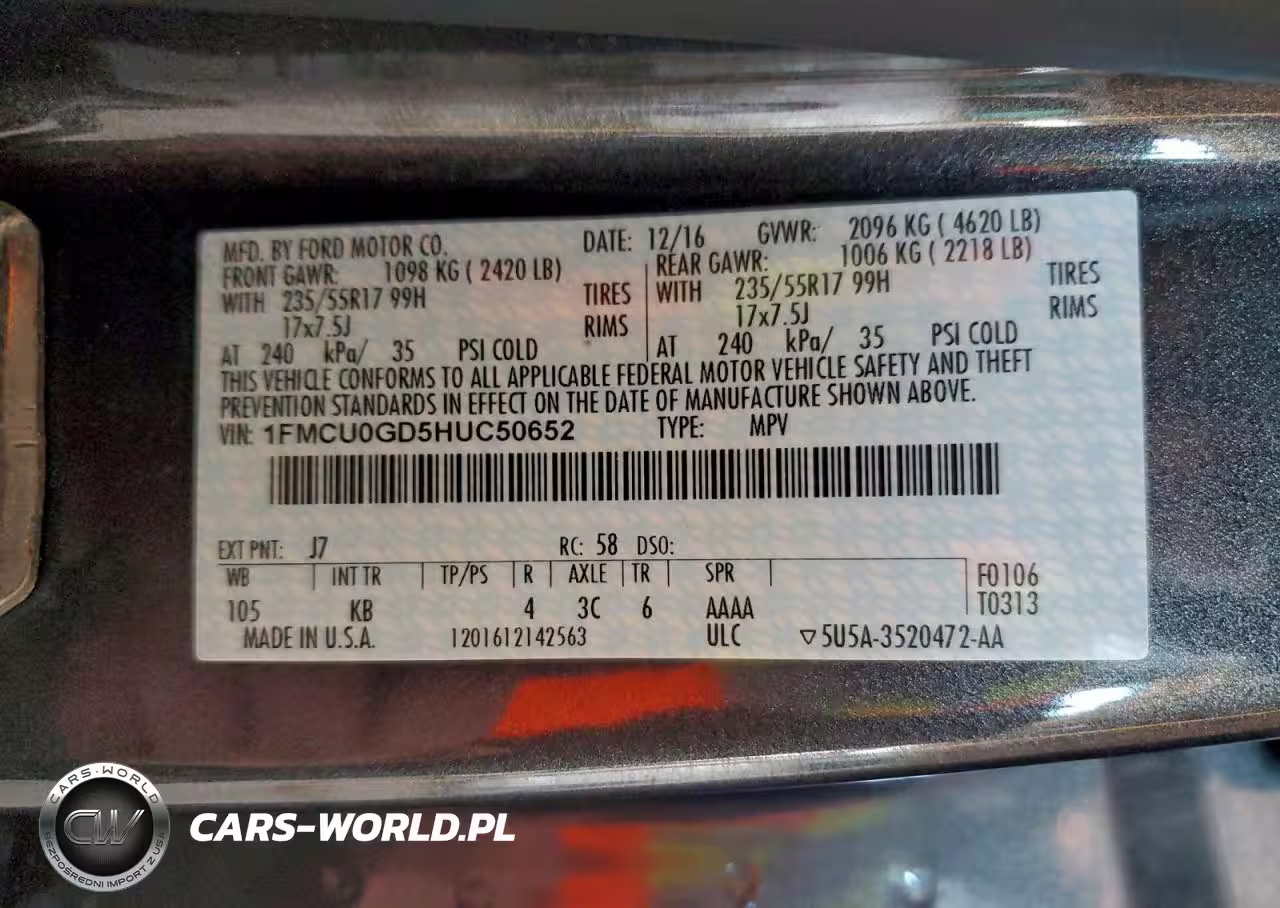 MFD. BY FORD MOTOR CO. DATE: 12/16 GVWR: 2096 KG ( 4620 LB)
FRONT GAWR: 1098 KG ( 2420 LB) REAR GAWR: 1006 KG ( 2218 LB)
WITH 235/55R17 99H TIRES WITH 235/55R17 99H TIRES
17x7.5J RIMS 17x7.5J RIMS
AT 240 kPa/ 35 PSI COLD AT 240 kPa/ 35 PSI COLD
THIS VEHICLE CONFORMS TO ALL APPLICABLE FEDERAL MOTOR VEHICLE SAFETY AND THEFT
PREVENTION STANDARDS IN EFFECT ON THE DATE OF MANUFACTURE SHOWN ABOVE.
VIN: 1FMCU0GD5HUC50652 TYPE: MPV
EXT PNT: J7 RC: 58 DSO:
WB INT TR TP/PS R AXLE TR SPR F0106
105 KB 4 3C 6 AAAA T0313
MADE IN U.S.A. 1201612142563 ULC ▽5U5A-3520472-AA
CARS-WORLD
CW
BEZPOSREDNI IMPORT Z USA
CARS-WORLD.PL